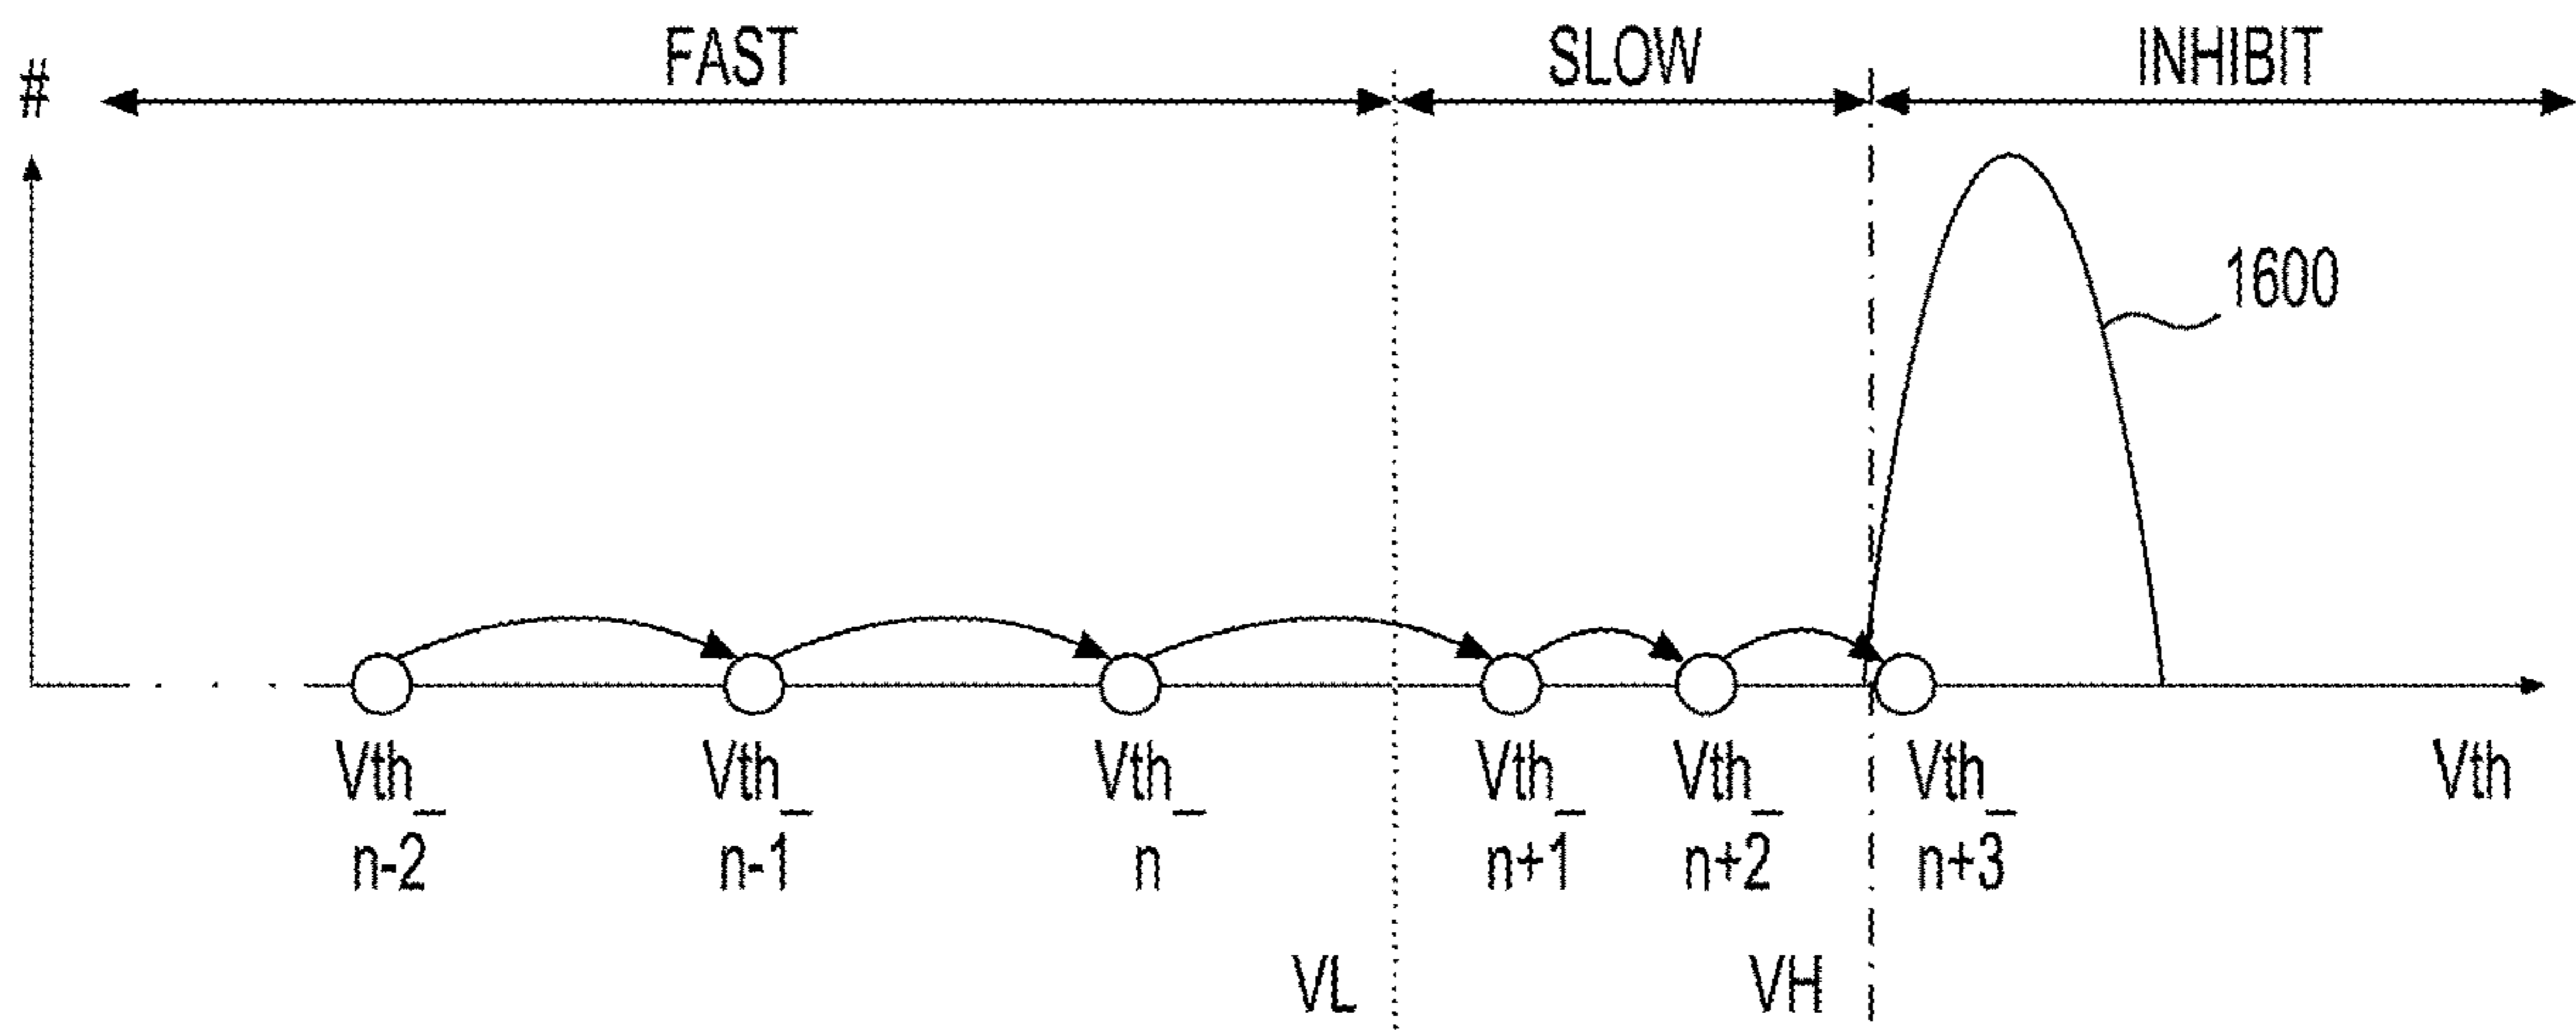 FAST SLOW INHIBIT
#
1600
Vth_ Vth_ Vth_ Vth_ Vth_ Vth_ Vth
n-2 n-1 n n+1 n+2 n+3
VL VH